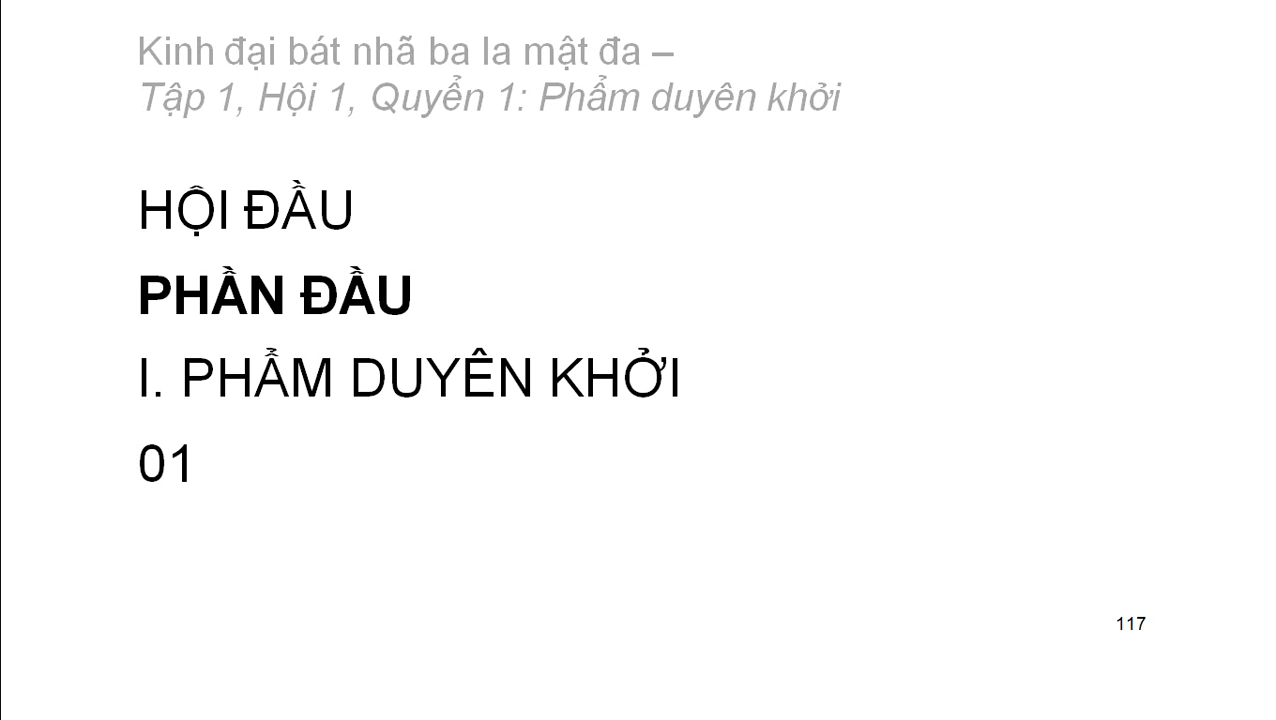 Kinh đại bát nhã ba la mật đa –
Tập 1, Hội 1, Quyển 1: Phẩm duyên khởi
HỘI ĐẦU
PHẦN ĐẦU
I. PHẨM DUYÊN KHỞI
01
117